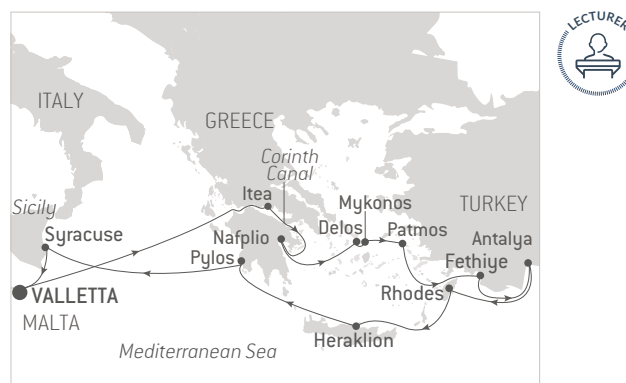 LECTURER
ITALY
GREECE
Corinth
Canal
Itea
Mykonos
TURKEY
Sicily
Syracuse
Nafplio
Delos
Patmos
Antalya
Fethiye
Pylos
Rhodes
VALLETTA
MALTA
Heraklion
Mediterranean Sea